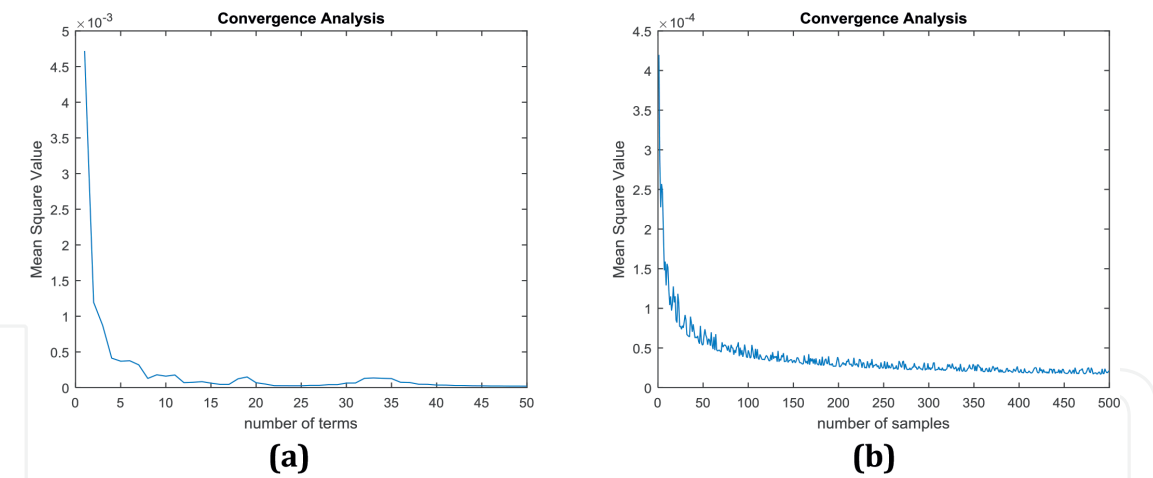 Convergence Analysis
×10-3
5
4.5
4
3.5
3
2.5
2
1.5
1
0.5
0
Mean Square Value
0 5 10 15 20 25 30 35 40 45 50
number of terms
(a)
Convergence Analysis
×10-4
4.5
4
3.5
3
2.5
2
1.5
1
0.5
0
Mean Square Value
0 50 100 150 200 250 300 350 400 450 500
number of samples
(b)